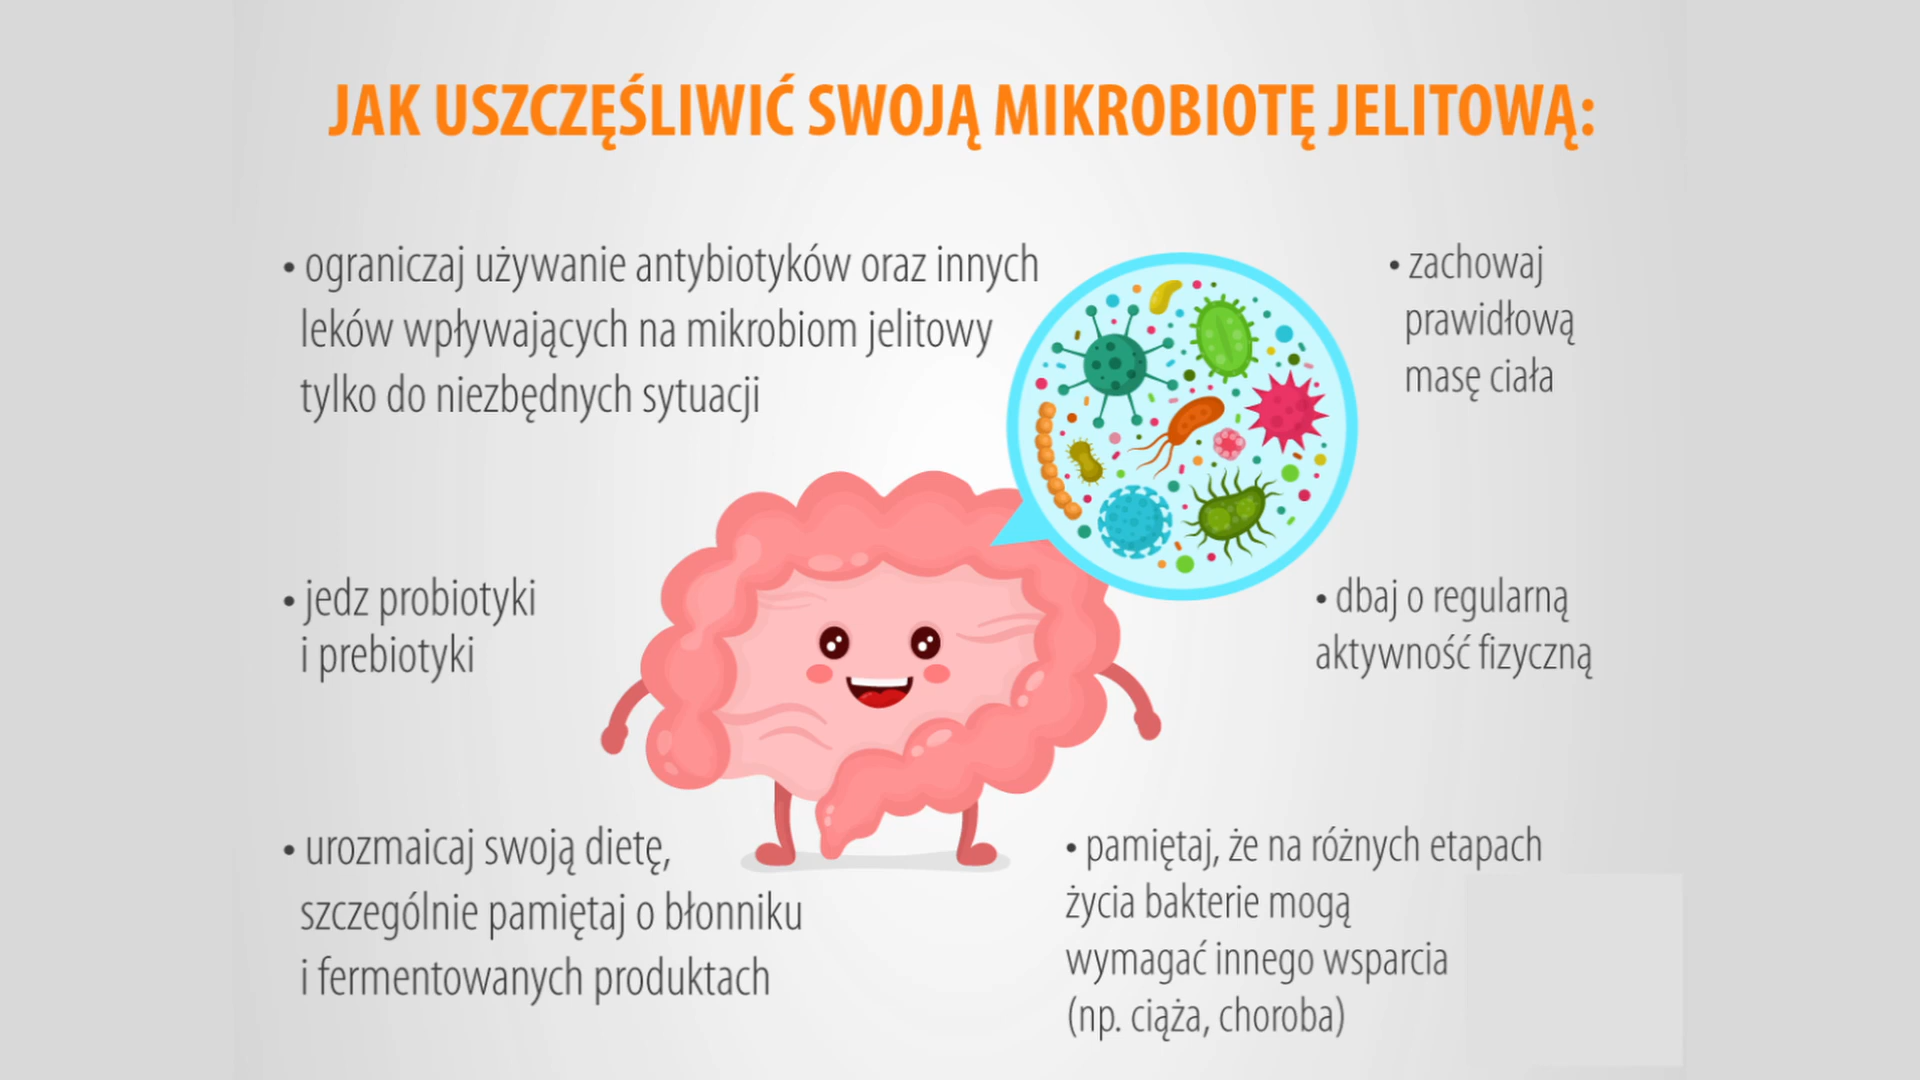 JAK USZCZĘŚLIWIĆ SWOJĄ MIKROBIOTĘ JELITOWĄ:
• ograniczaj używanie antybiotyków oraz innych
leków wpływających na mikrobiom jelitowy
tylko do niezbędnych sytuacji
• jedz probiotyki
i prebiotyki
• urozmaicaj swoją dietę,
szczególnie pamiętaj o błonniku
i fermentowanych produktach
• zachowaj
prawidłową
masę ciała
• dbaj o regularną
aktywność fizyczną
• pamiętaj, że na różnych etapach
życia bakterie mogą
wymagać innego wsparcia
(np. ciąża, choroba)